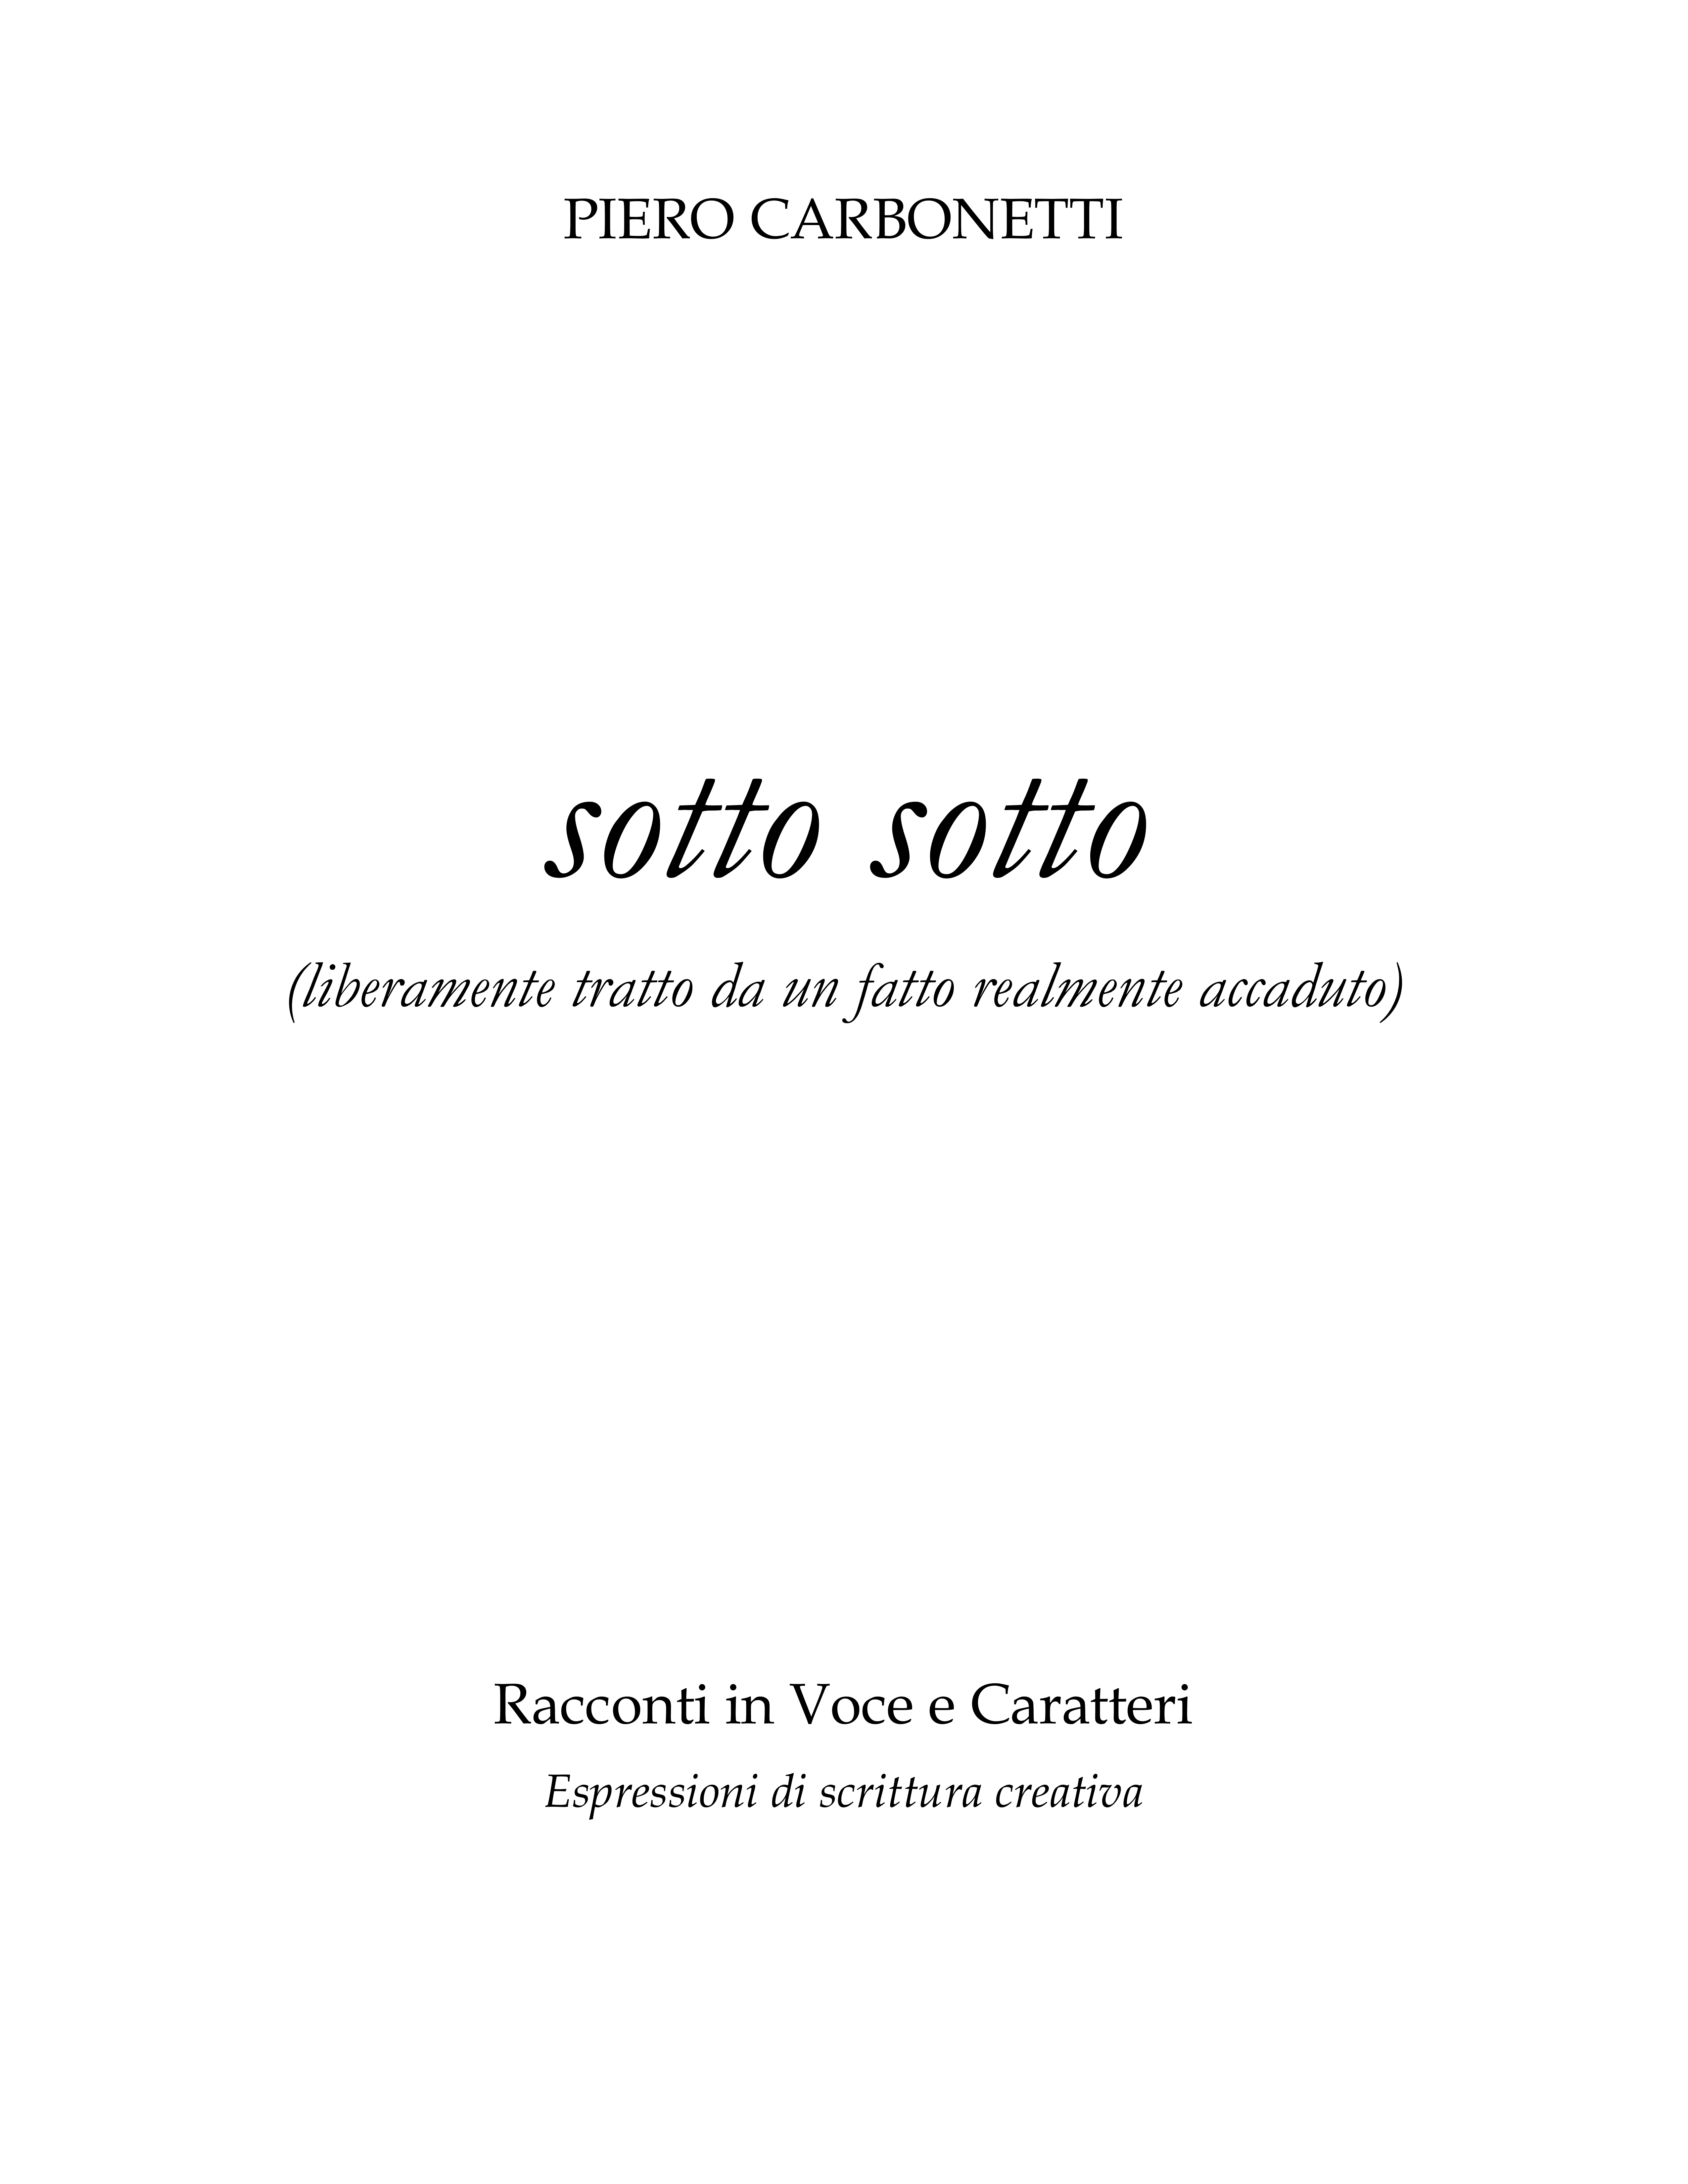 PIERO CARBONETTI
sotto sotto
(liberamente tratto da un fatto realmente accaduto)
Racconti in Voce e Caratteri
Espressioni di scrittura creativa